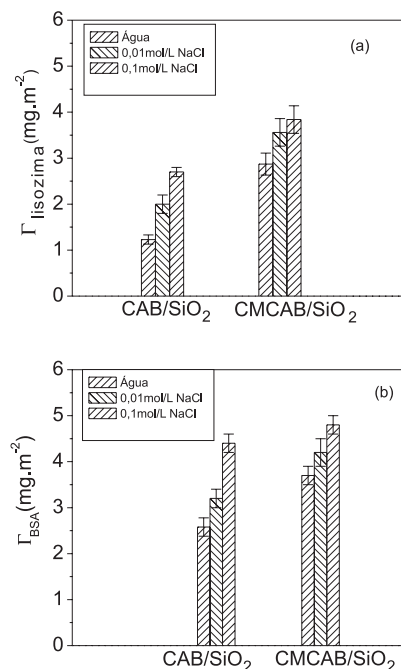 (a)
Água
0,01mol/L NaCl
0,1mol/L NaCl
Γ lisozima (mg.m⁻²)
6
5
4
3
2
1
0
CAB/SiO₂ CMCAB/SiO₂
(b)
Água
0,01mol/L NaCl
0,1mol/L NaCl
Γ BSA (mg.m⁻²)
6
5
4
3
2
1
0
CAB/SiO₂ CMCAB/SiO₂